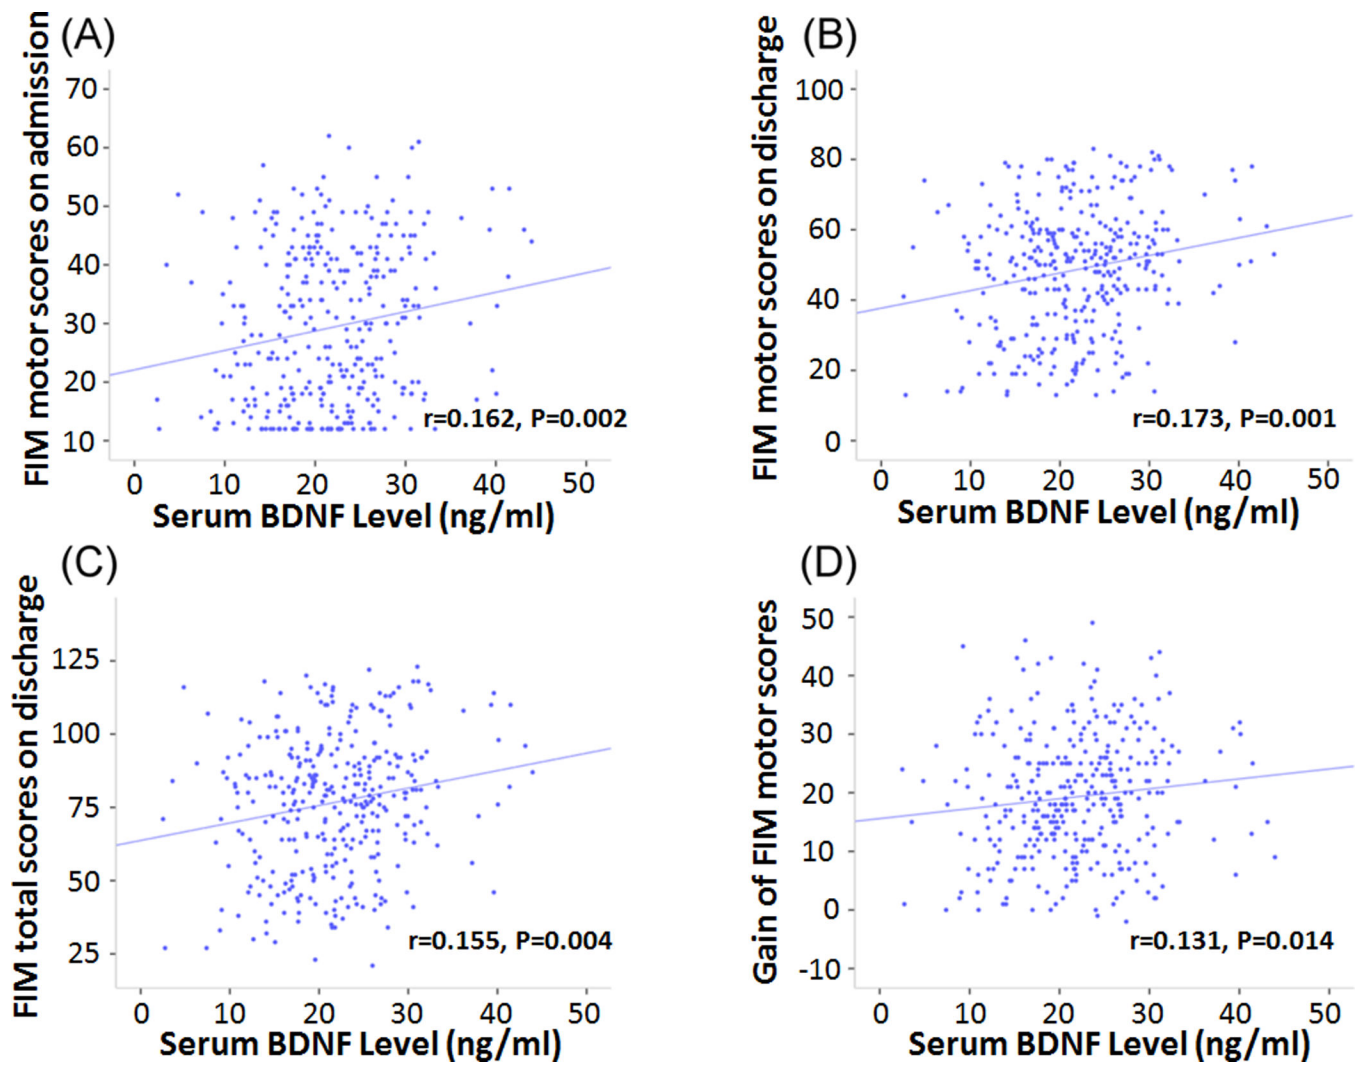 (A)
FIM motor scores on admission
70
60
50
40
30
20
10
r=0.162, P=0.002
0 10 20 30 40 50
Serum BDNF Level (ng/ml)
(B)
FIM motor scores on discharge
100
80
60
40
20
0
r=0.173, P=0.001
0 10 20 30 40 50
Serum BDNF Level (ng/ml)
(C)
FIM total scores on discharge
125
100
75
50
25
r=0.155, P=0.004
0 10 20 30 40 50
Serum BDNF Level (ng/ml)
(D)
Gain of FIM motor scores
50
40
30
20
10
0
-10
r=0.131, P=0.014
0 10 20 30 40 50
Serum BDNF Level (ng/ml)